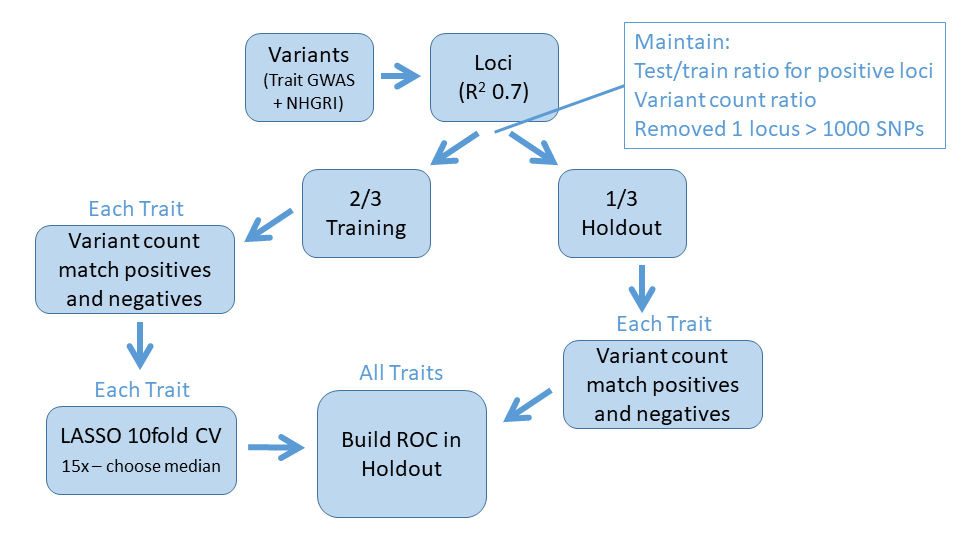 Variants
(Trait GWAS
+ NHGRI)
Loci
(R² 0.7)
Maintain:
Test/train ratio for positive loci
Variant count ratio
Removed 1 locus > 1000 SNPs
2/3
Training
1/3
Holdout
Each Trait
Variant count
match positives
and negatives
Each Trait
Variant count
match positives
and negatives
Each Trait
LASSO 10fold CV
15x – choose median
All Traits
Build ROC in
Holdout